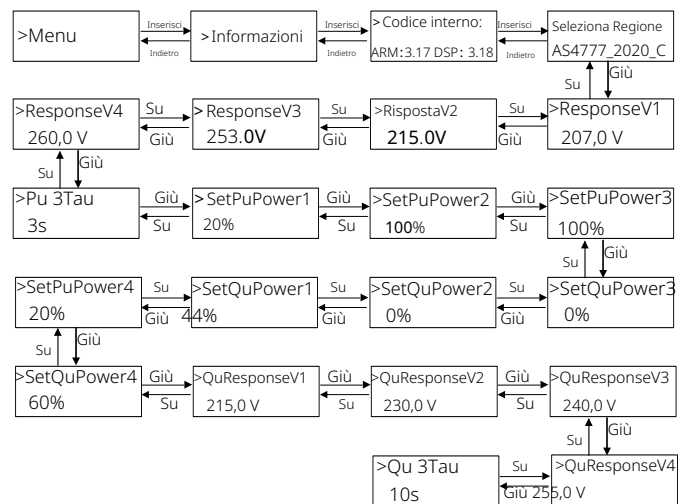 >Menu
Inserisci
Indietro
>Informazioni
Inserisci
Indietro
>Codice interno:
ARM:3.17 DSP: 3.18
Inserisci
Indietro
Seleziona Regione
AS4777_2020_C
Su
Giù
>ResponseV4
260,0 V
Su
Giù
>ResponseV3
253.0V
Su
Giù
>RispostaV2
215.0V
Su
Giù
>ResponseV1
207,0 V
Su
Giù
>Pu 3Tau
3s
Giù
Su
>SetPuPower1
20%
Giù
Su
>SetPuPower2
100%
Giù
Su
>SetPuPower3
100%
Su
Giù
>SetPuPower4
20%
Su
Giù
>SetQuPower1
44%
Su
Giù
>SetQuPower2
0%
Su
Giù
>SetQuPower3
0%
Su
Giù
>SetQuPower4
60%
Giù
Su
>QuResponseV1
215,0 V
Giù
Su
>QuResponseV2
230,0 V
Giù
Su
>QuResponseV3
240,0 V
Su
Giù
>Qu 3Tau
10s
Su
Giù
>QuResponseV4
255,0 V